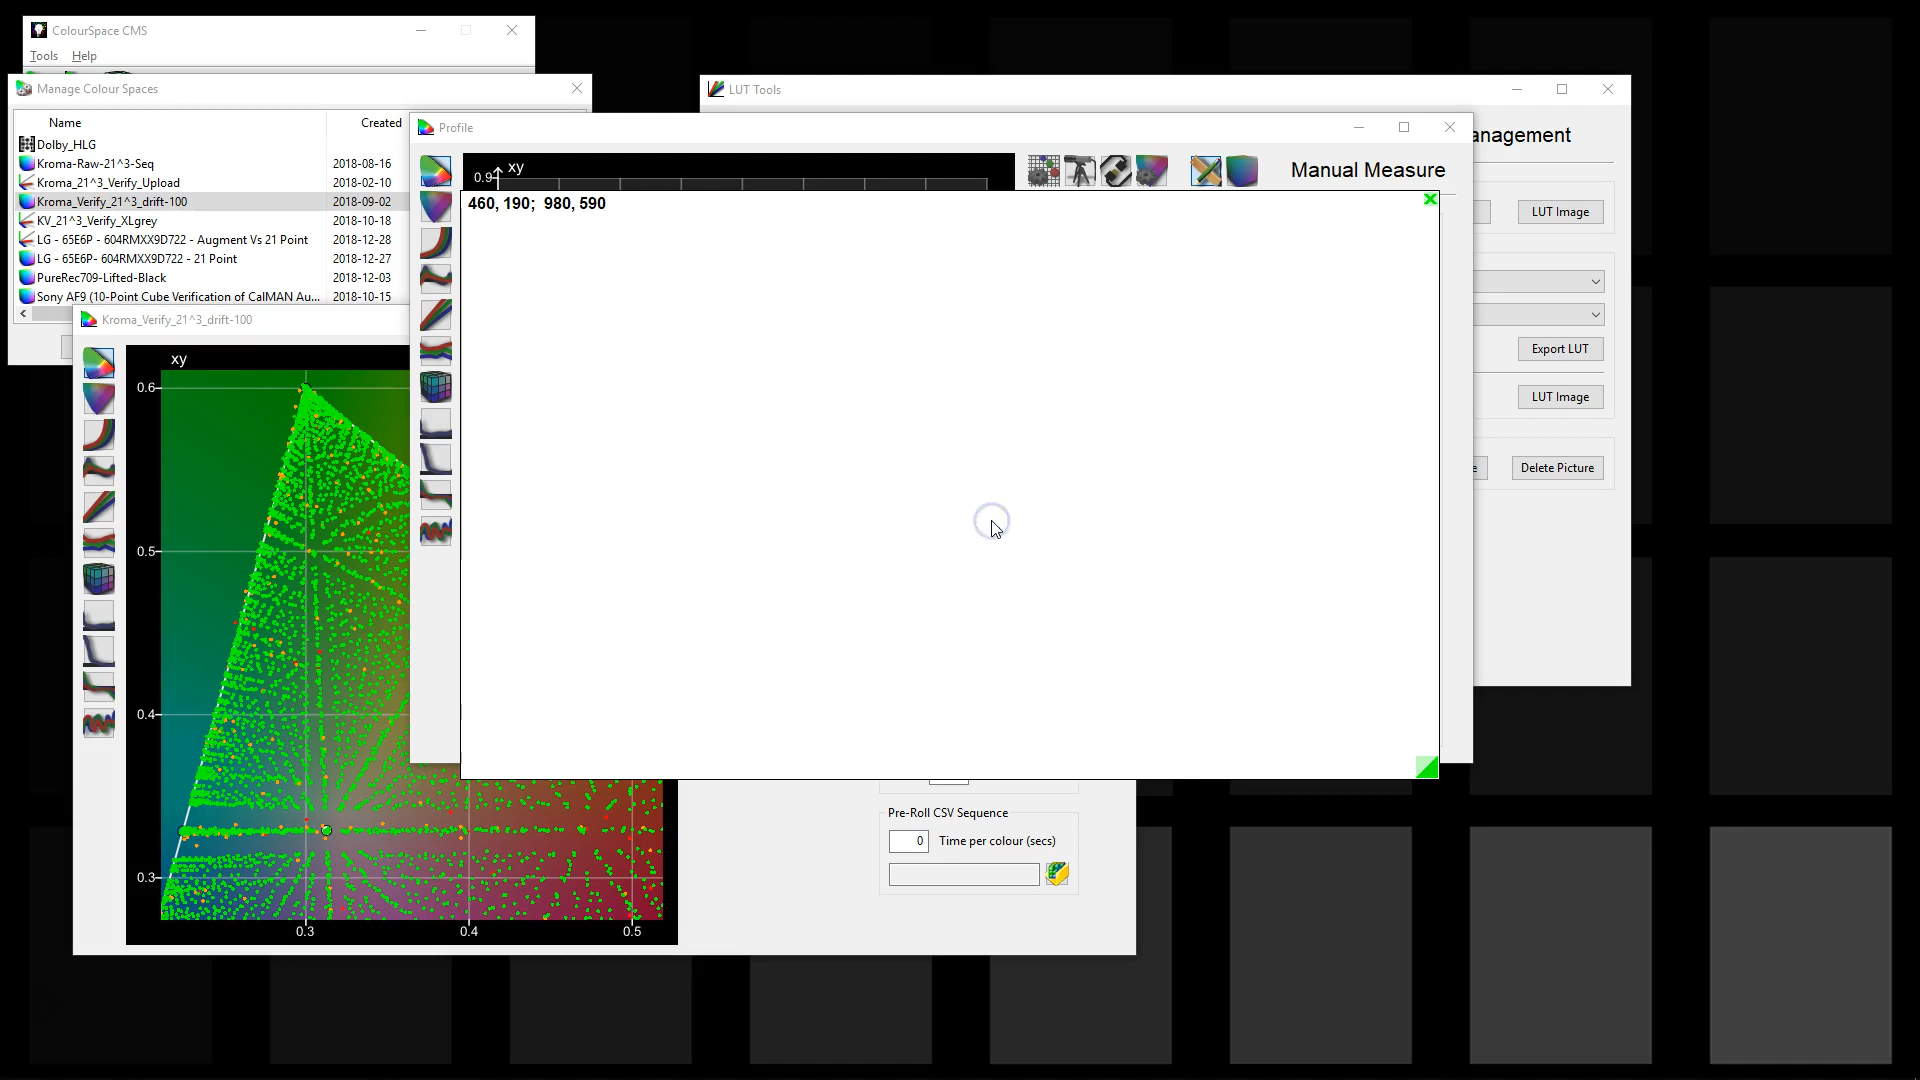 ColourSpace CMS
Tools Help
Manage Colour Spaces
Name Created
Dolby_HLG
Kroma-Raw-21^3-Seq 2018-08-16
Kroma_21^3_Verify_Upload 2018-02-10
Kroma_Verify_21^3_drift-100 2018-09-02
KV_21^3_Verify_XLgrey 2018-10-18
LG - 65E6P - 604RMXX9D722 - Augment Vs 21 Point 2018-12-28
LG - 65E6P- 604RMXX9D722 - 21 Point 2018-12-27
PureRec709-Lifted-Black 2018-12-03
Sony AF9 (10-Point Cube Verification of CalMAN Au... 2018-10-15
LUT Tools
anagement
LUT Image
Export LUT
LUT Image
e
Delete Picture
Profile
xy
0.9
Manual Measure
460, 190; 980, 590
Kroma_Verify_21^3_drift-100
xy
0.6
0.5
0.4
0.3
0.3 0.4 0.5
Pre-Roll CSV Sequence
0 Time per colour (secs)